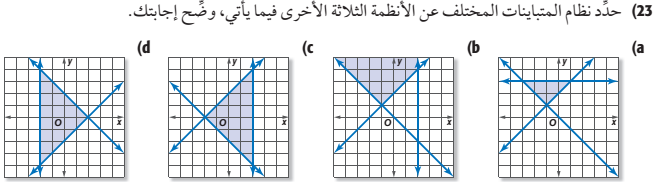 23) حدِّد نظام المتباينات المختلف عن الأنظمة الثلاثة الأخرى فيما يأتي، وضِّح إجابتك.
(a
y
O
x
(b
y
O
x
(c
y
O
x
(d
y
O
x